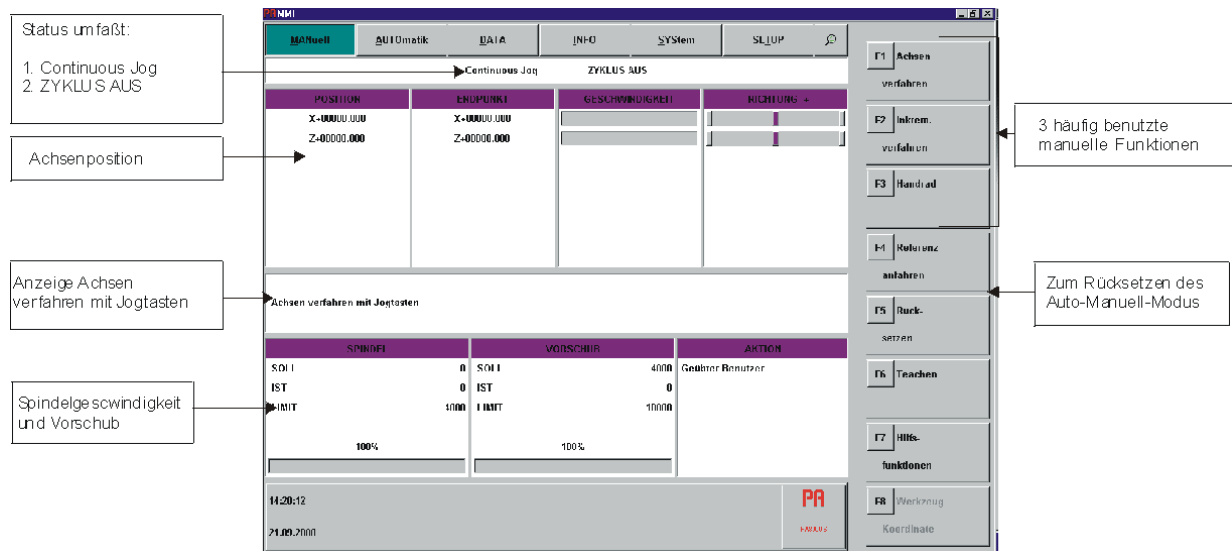 Status umfaßt:
1. Continuous Jog
2. ZYKLUS AUS
Achsenposition
Anzeige Achsen
verfahren mit Jogtasten
Spindelgescwindigkeit
und Vorschub
PA MMI
MANuell AUTOmatik DATA INFO SYStem SETUP
Continuous Jog ZYKLUS AUS
POSITION ENDPUNKT GESCHWINDIGKEIT RICHTUNG +
X+00000.000 X+00000.000
Z+00000.000 Z+00000.000
Achsen verfahren mit Jogtasten
SPINDEL VORSCHUB AKTION
SOLL 0 SOLL 4000 Geübter Benutzer
IST 0 IST 0
LIMIT LIMIT 10000
100% 100%
14:20:12
21.09.2000
PA
F1 Achsen
verfahren
F2 Inkrem.
verfahren
F3 Handrad
F4 Referenz
anfahren
F5 Rück-
setzen
F6 Teachen
F7 Hilfs-
funktionen
F8 Werkzeug
Koordinate
3 häufig benutzte
manuelle Funktionen
Zum Rücksetzen des
Auto-Manuell-Modus